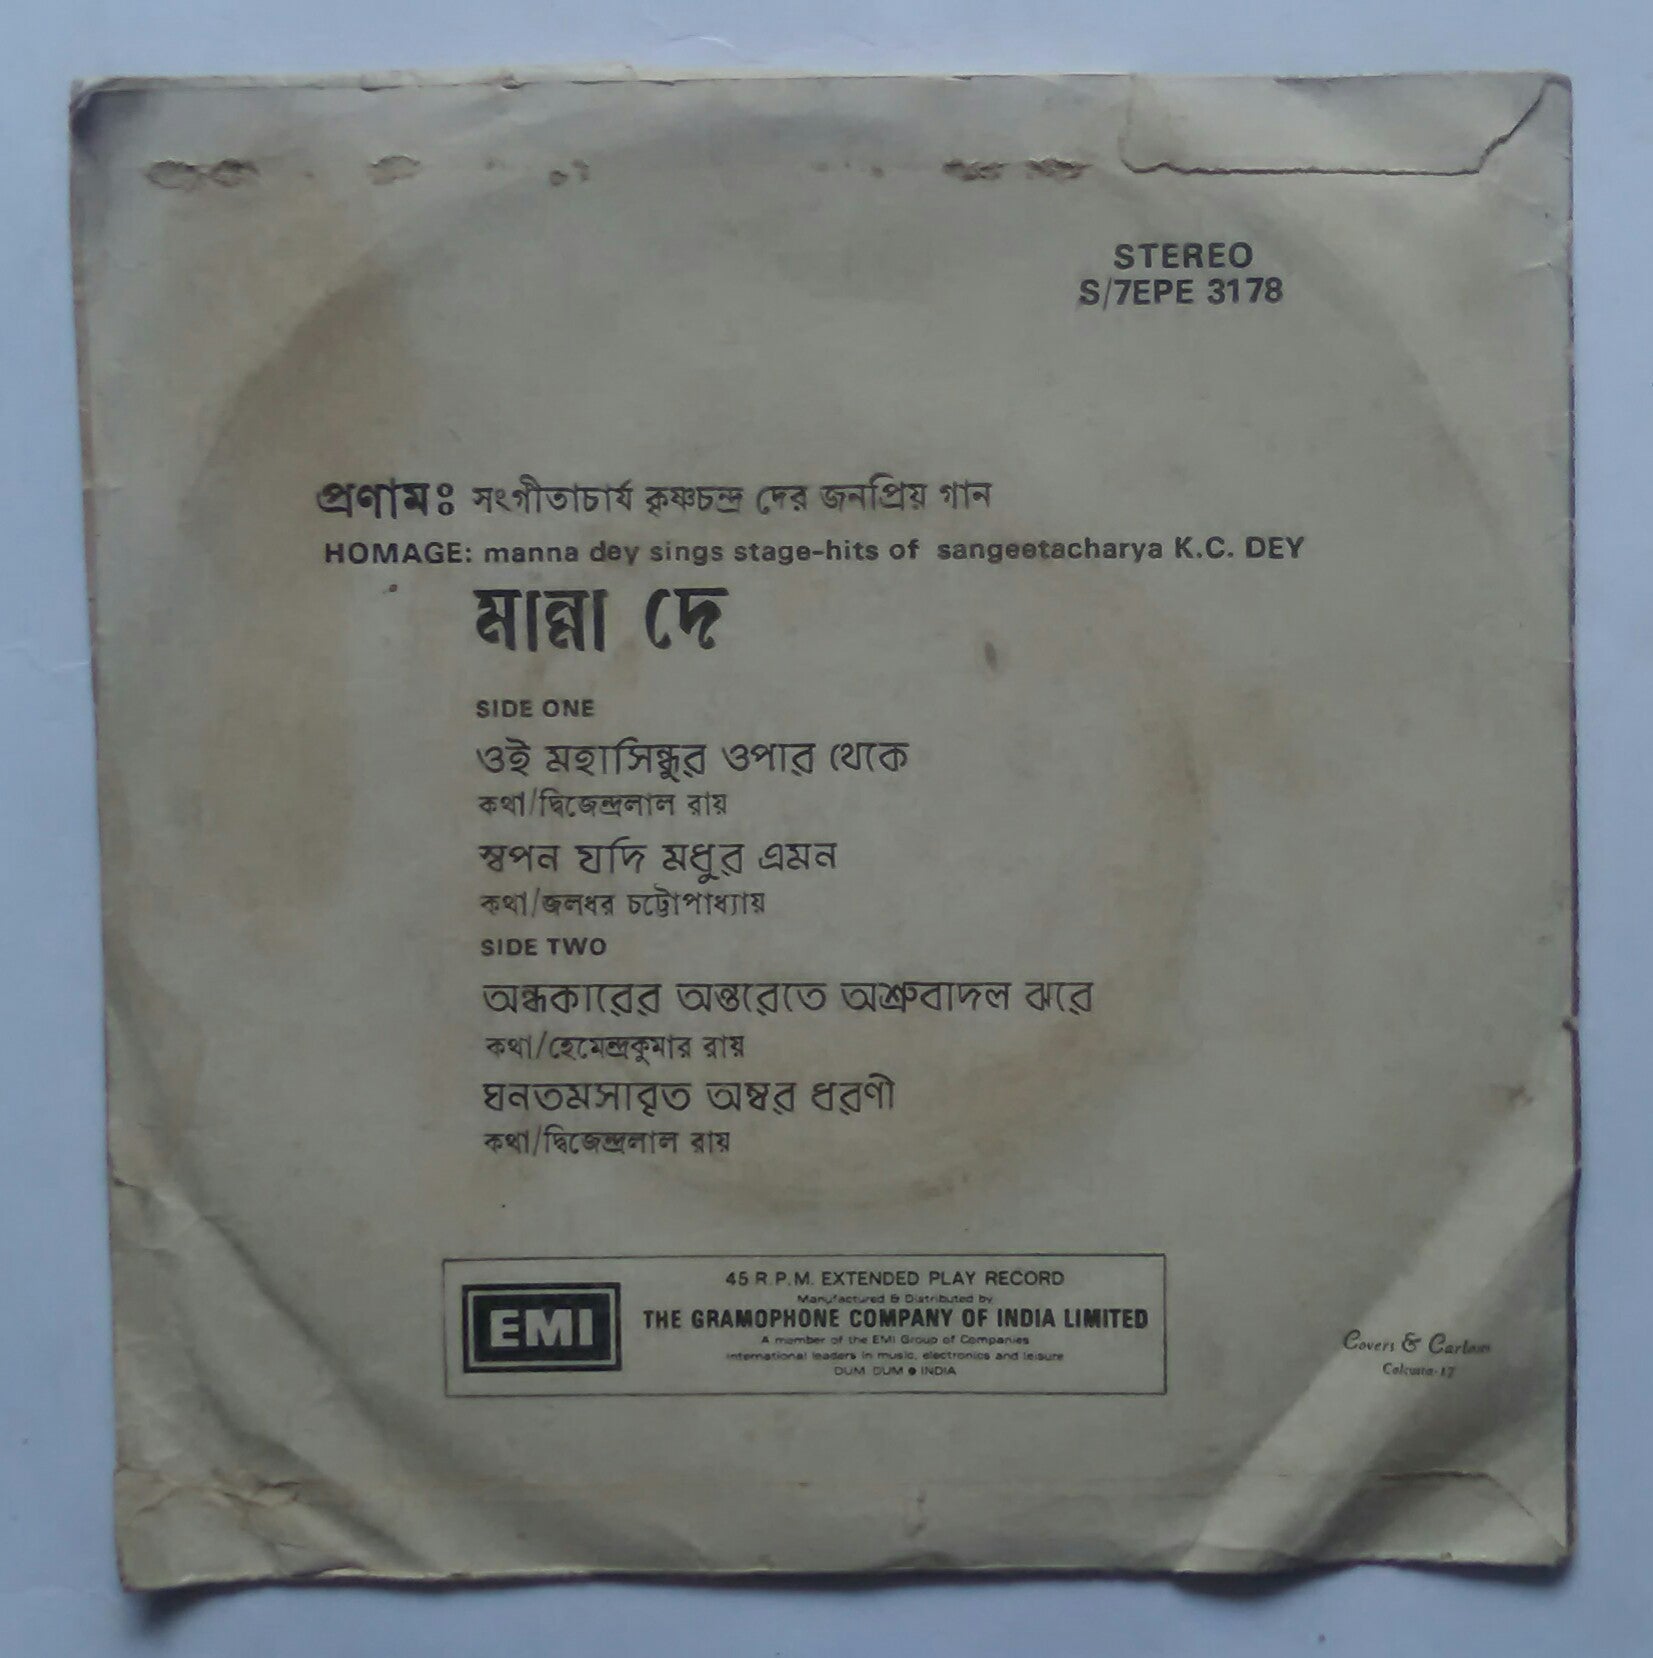 STEREO
S/7EPE 3178
প্রণামঃ সংগীতাচার্য কৃষ্ণচন্দ্র দের জনপ্রিয় গান
HOMAGE: manna dey sings stage-hits of sangeetacharya K.C. DEY
মান্না দে
SIDE ONE
ওই মহাসিন্ধুর ওপার থেকে
কথা/দ্বিজেন্দ্রলাল রায়
স্বপন যদি মধুর এমন
কথা/জলধর চট্টোপাধ্যায়
SIDE TWO
অন্ধকারের অন্তরেতে অশ্রুবাদল ঝরে
কথা/হেমেন্দ্রকুমার রায়
ঘনতমসাবৃত অম্বর ধরণী
কথা/দ্বিজেন্দ্রলাল রায়
EMI
45 R.P.M. EXTENDED PLAY RECORD
Manufactured & Distributed by
THE GRAMOPHONE COMPANY OF INDIA LIMITED
A member of the EMI Group of Companies
International leaders in music, electronics and leisure
DUM DUM ● INDIA
Covers & Cartons
Calcutta-17